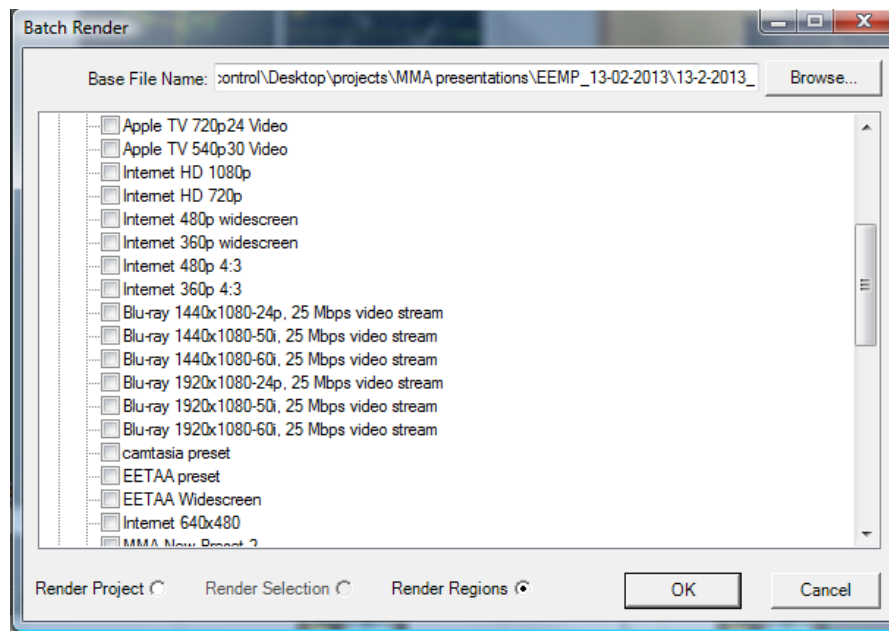 Batch Render
Base File Name: ontrol\Desktop\projects\MMA presentations\EEMP_13-02-2013\13-2-2013_ Browse...
Apple TV 720p24 Video
Apple TV 540p30 Video
Internet HD 1080p
Internet HD 720p
Internet 480p widescreen
Internet 360p widescreen
Internet 480p 4:3
Internet 360p 4:3
Blu-ray 1440x1080-24p, 25 Mbps video stream
Blu-ray 1440x1080-50i, 25 Mbps video stream
Blu-ray 1440x1080-60i, 25 Mbps video stream
Blu-ray 1920x1080-24p, 25 Mbps video stream
Blu-ray 1920x1080-50i, 25 Mbps video stream
Blu-ray 1920x1080-60i, 25 Mbps video stream
camtasia preset
EETAA preset
EETAA Widescreen
Internet 640x480
MMA New Preset 2
Render Project Render Selection Render Regions OK Cancel